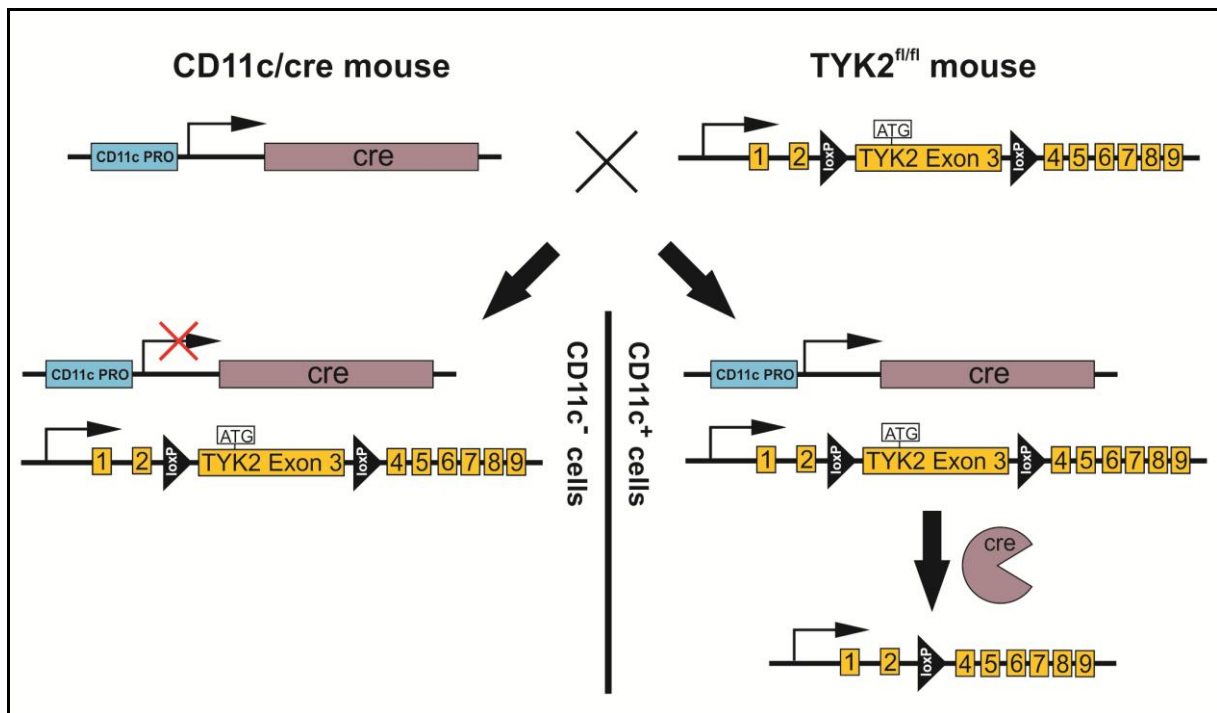 CD11c/cre mouse
TYK2fl/fl mouse
CD11c PRO cre
ATG
1 2 loxP TYK2 Exon 3 loxP 4 5 6 7 8 9
CD11c- cells
CD11c+ cells
CD11c PRO cre
ATG
1 2 loxP TYK2 Exon 3 loxP 4 5 6 7 8 9
CD11c PRO cre
ATG
1 2 loxP TYK2 Exon 3 loxP 4 5 6 7 8 9
cre
1 2 loxP 4 5 6 7 8 9